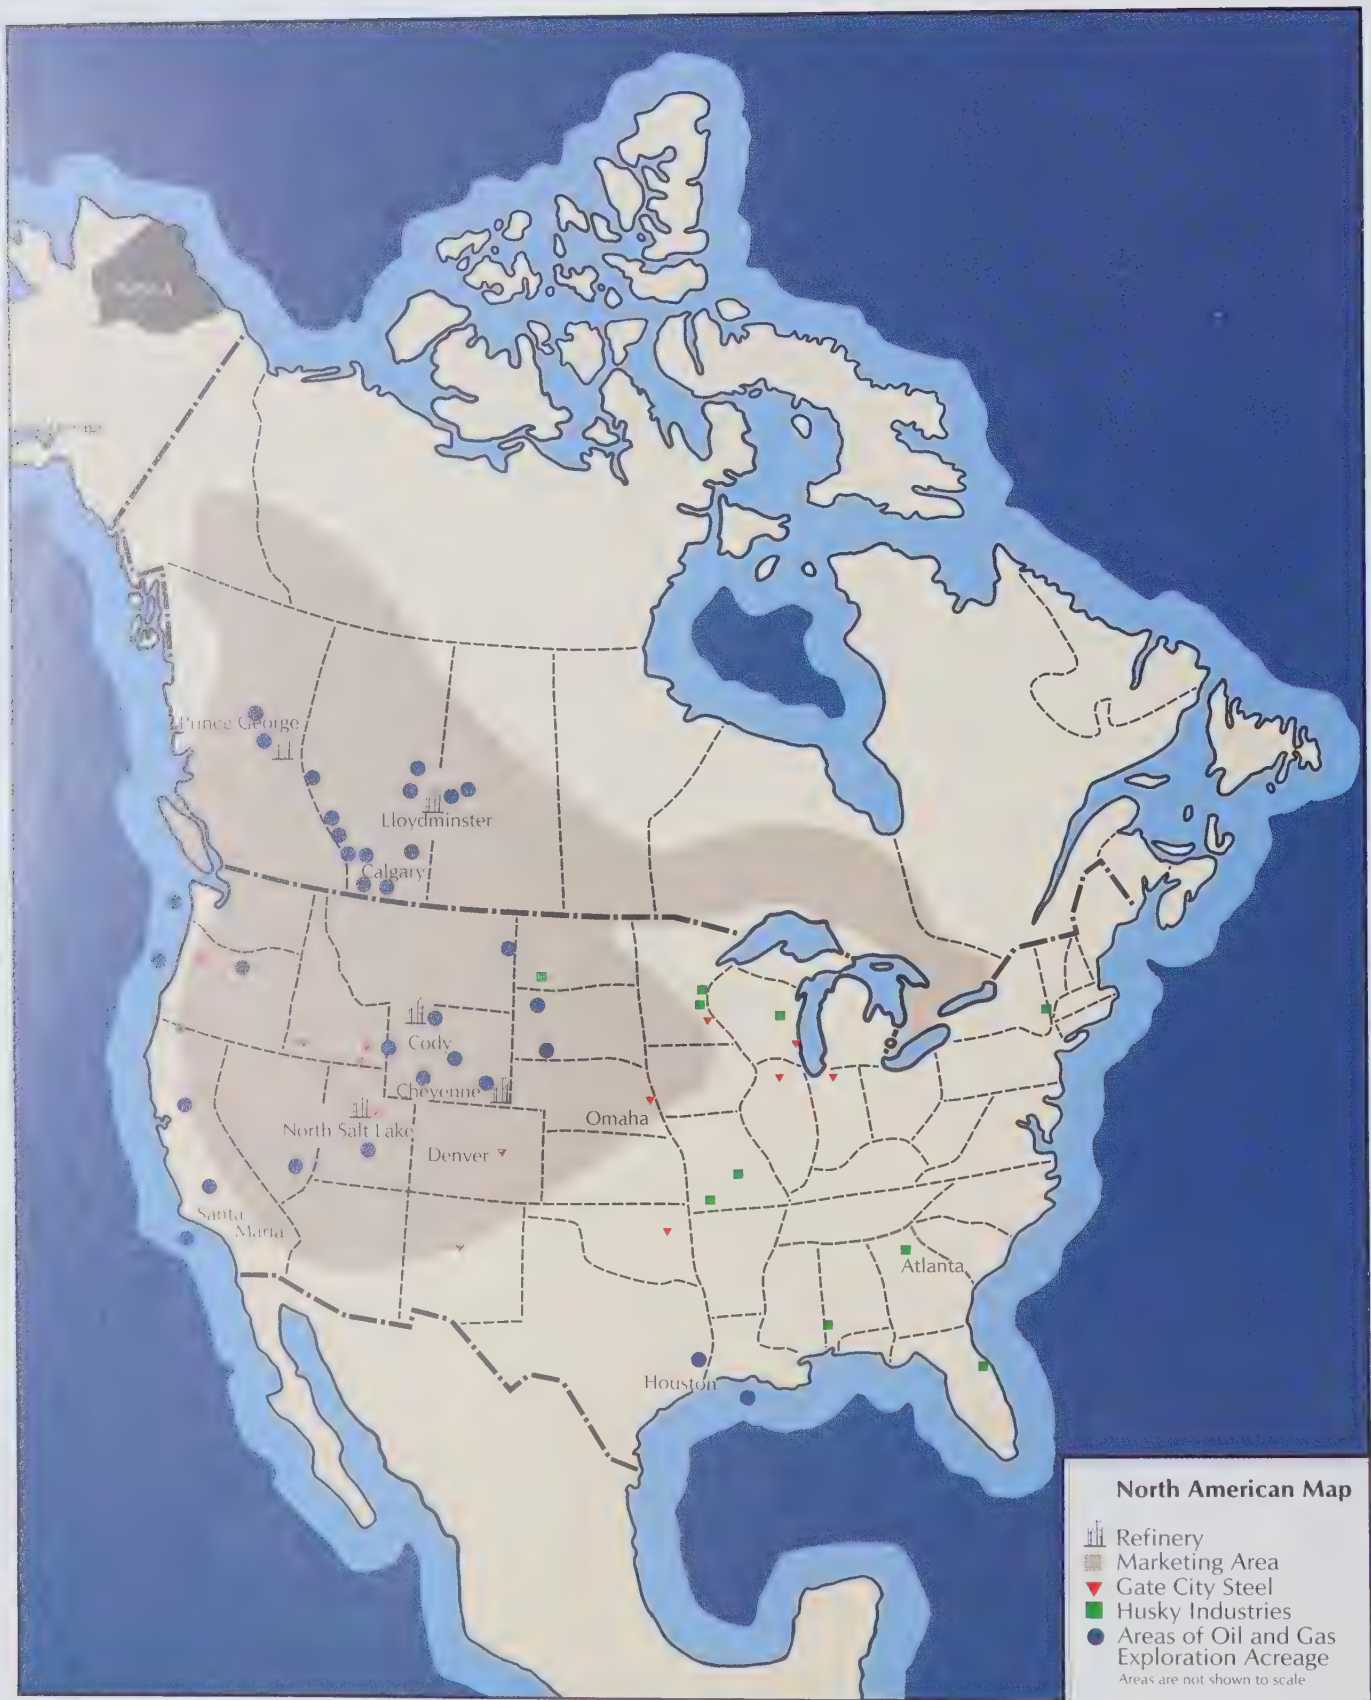 Prince George
Lloydminster
Calgary
Cody
Cheyenne
North Salt Lake
Omaha
Denver
Santa
Maria
Atlanta
Houston
North American Map
Refinery
Marketing Area
Gate City Steel
Husky Industries
Areas of Oil and Gas
Exploration Acreage
Areas are not shown to scale